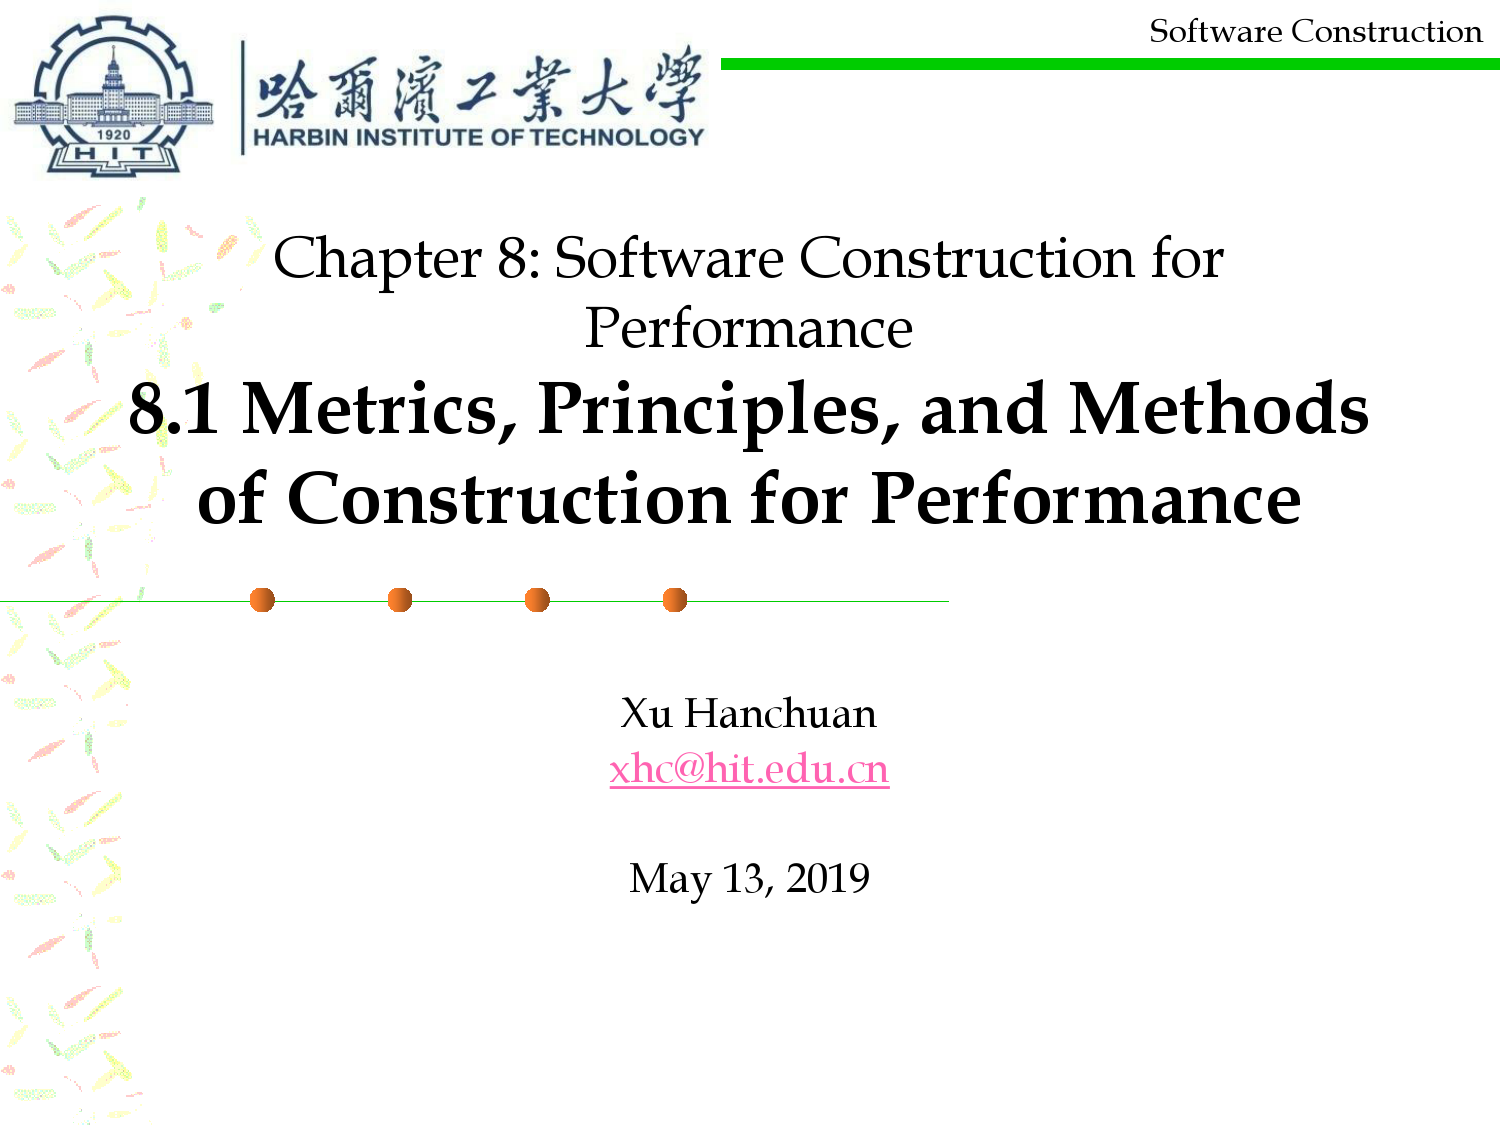 Software Construction
哈爾濱工業大學
HARBIN INSTITUTE OF TECHNOLOGY
1920
HIT
Chapter 8: Software Construction for
Performance
8.1 Metrics, Principles, and Methods
of Construction for Performance
Xu Hanchuan
xhc@hit.edu.cn
May 13, 2019